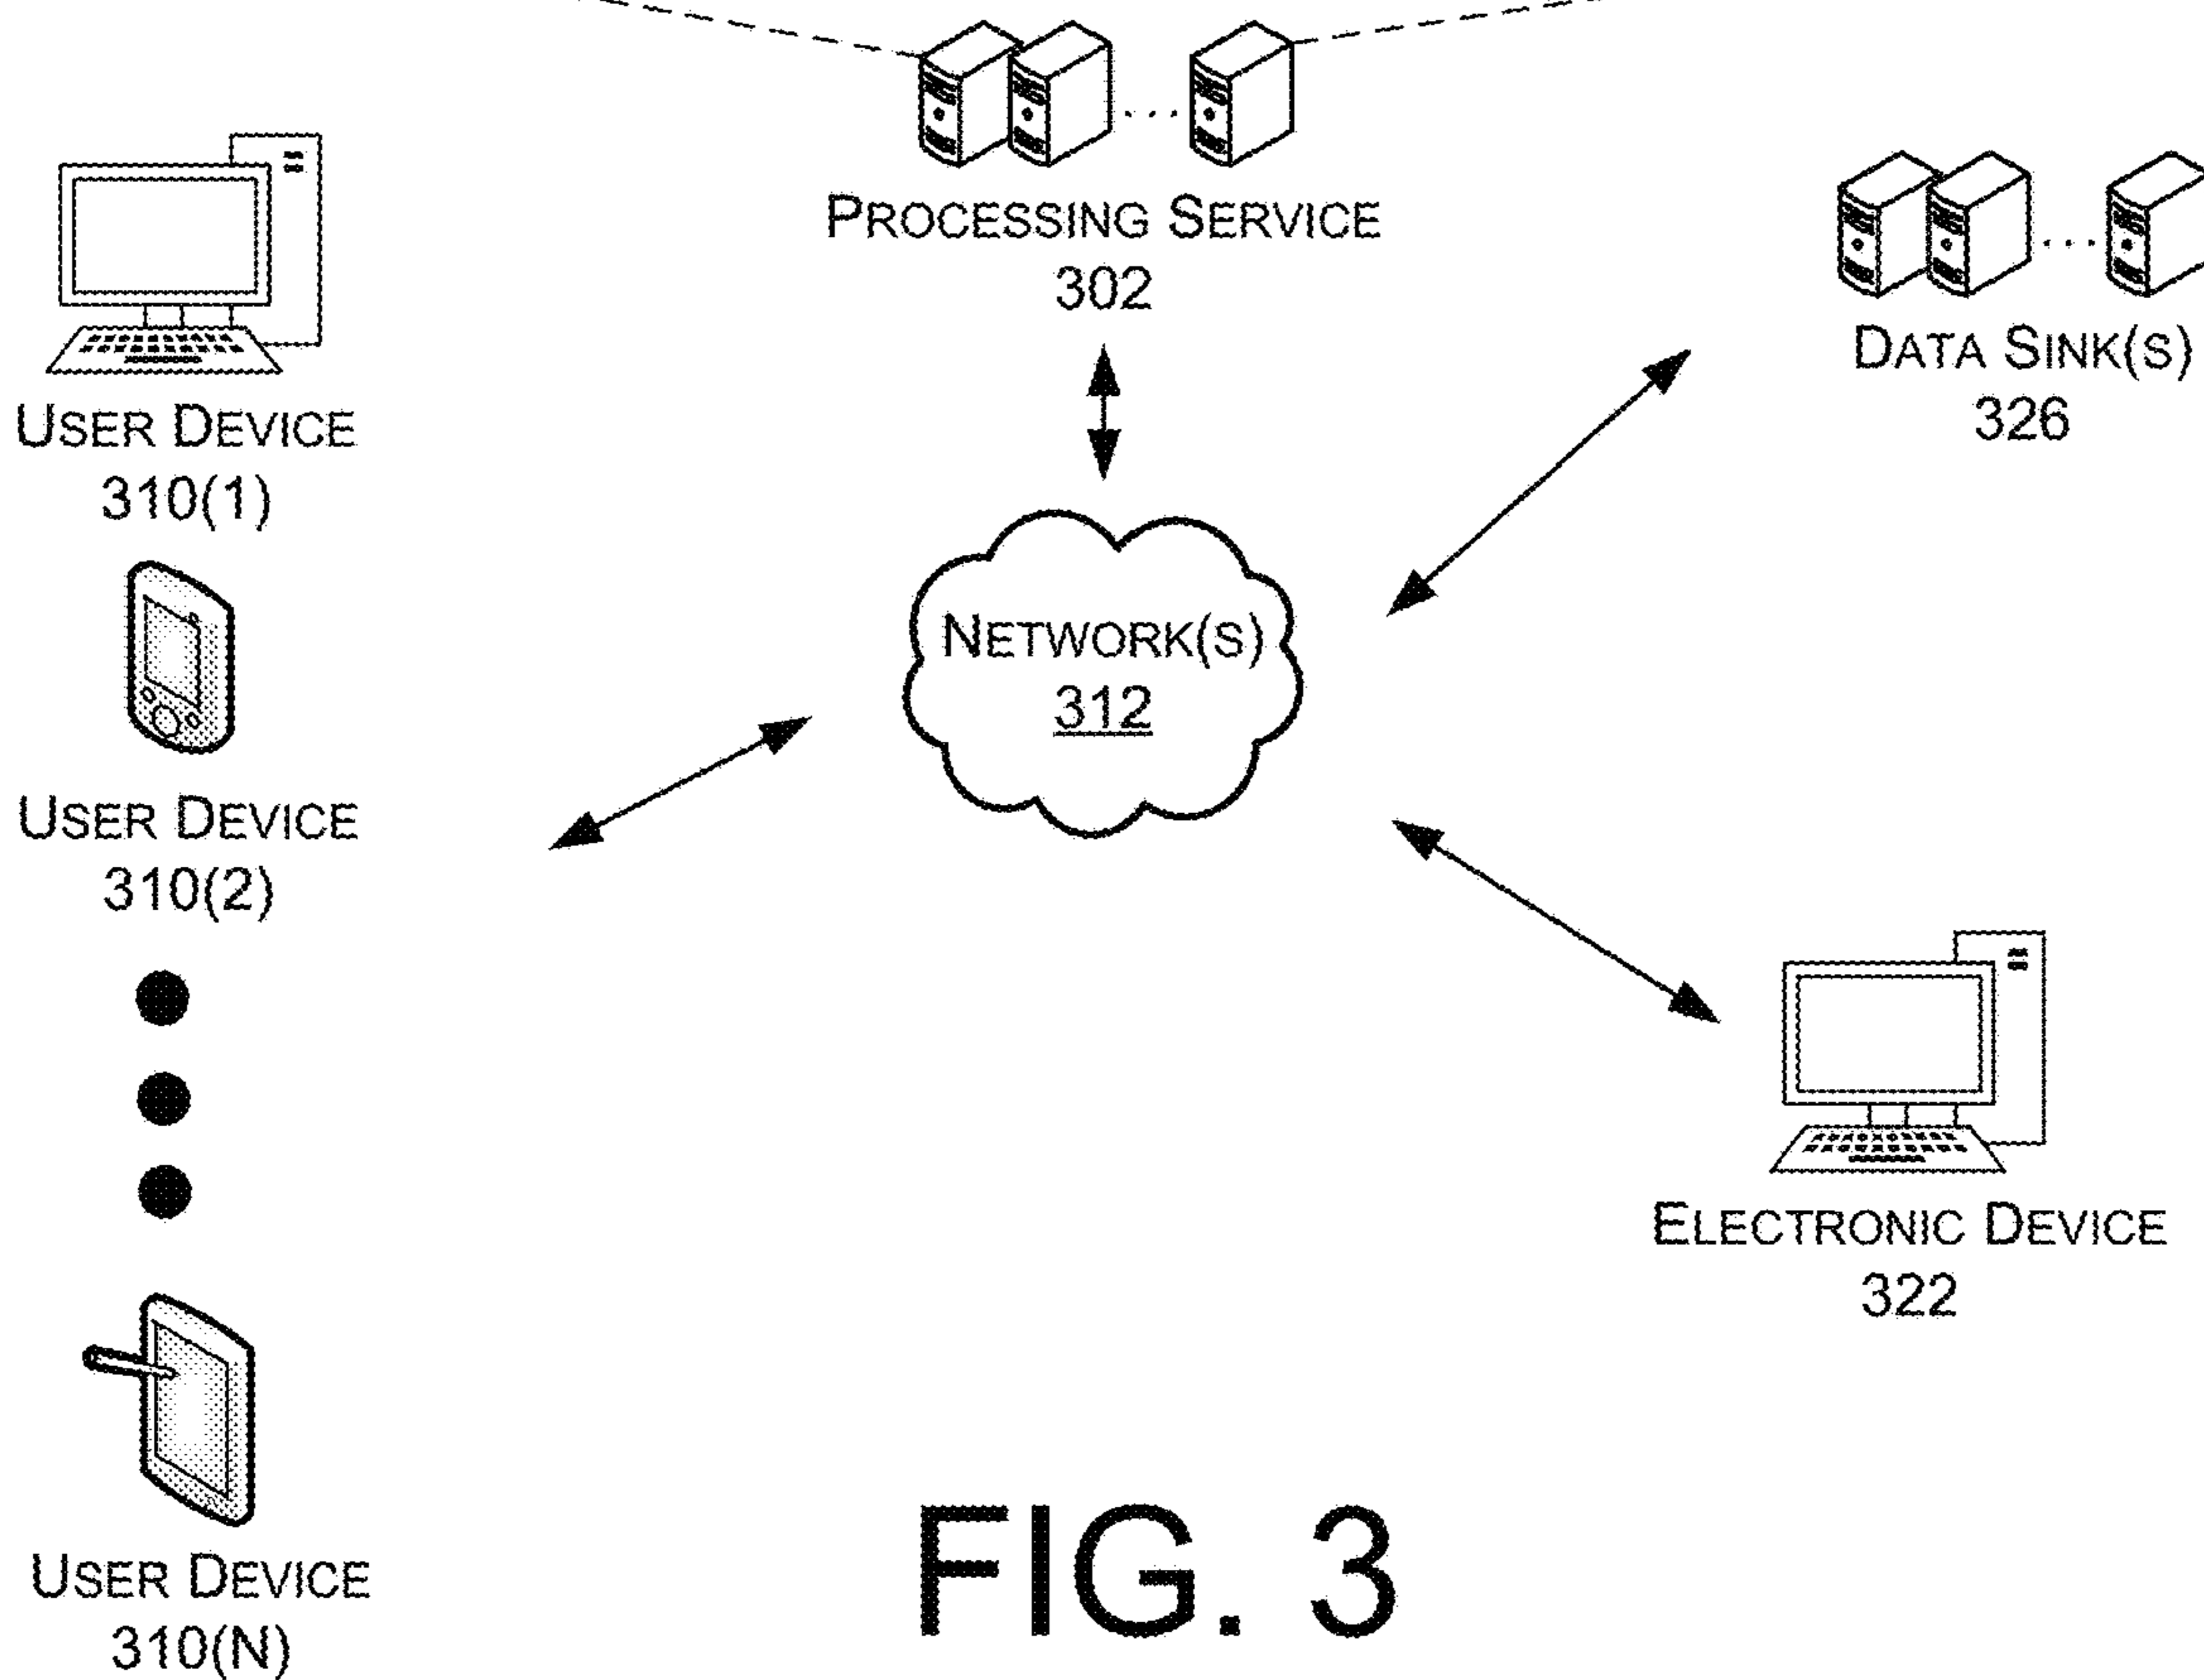 PROCESSING SERVICE
302
DATA SINK(S)
326
USER DEVICE
310(1)
NETWORK(S)
312
USER DEVICE
310(2)
ELECTRONIC DEVICE
322
USER DEVICE
310(N)
FIG. 3